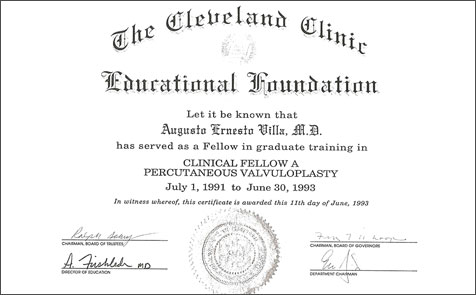 The Cleveland Clinic
Educational Foundation
Let it be known that
Augusto Ernesto Villa, M.D.
has served as a Fellow in graduate training in
CLINICAL FELLOW A
PERCUTANEOUS VALVULOPLASTY
July 1, 1991 to June 30, 1993
In witness whereof, this certificate is awarded this 11th day of June, 1993
CHAIRMAN, BOARD OF TRUSTEES
CHAIRMAN, BOARD OF GOVERNORS
MD
DIRECTOR OF EDUCATION
DEPARTMENT CHAIRMAN